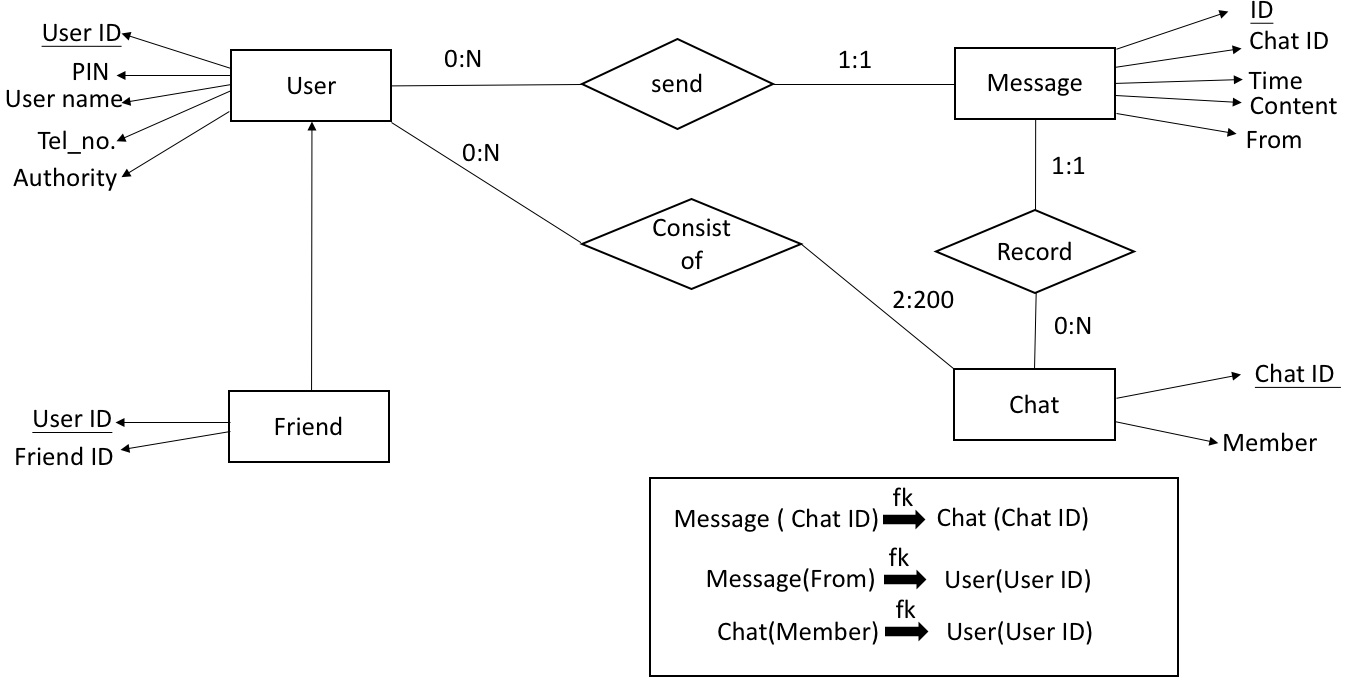 User ID
PIN
User name
Tel_no.
Authority
User
0:N
send
1:1
Message
ID
Chat ID
Time
Content
From
0:N
Consist
of
2:200
1:1
Record
0:N
User ID
Friend ID
Friend
Chat
Chat ID
Member
fk
Message ( Chat ID) Chat (Chat ID)
fk
Message(From) User(User ID)
fk
Chat(Member) User(User ID)